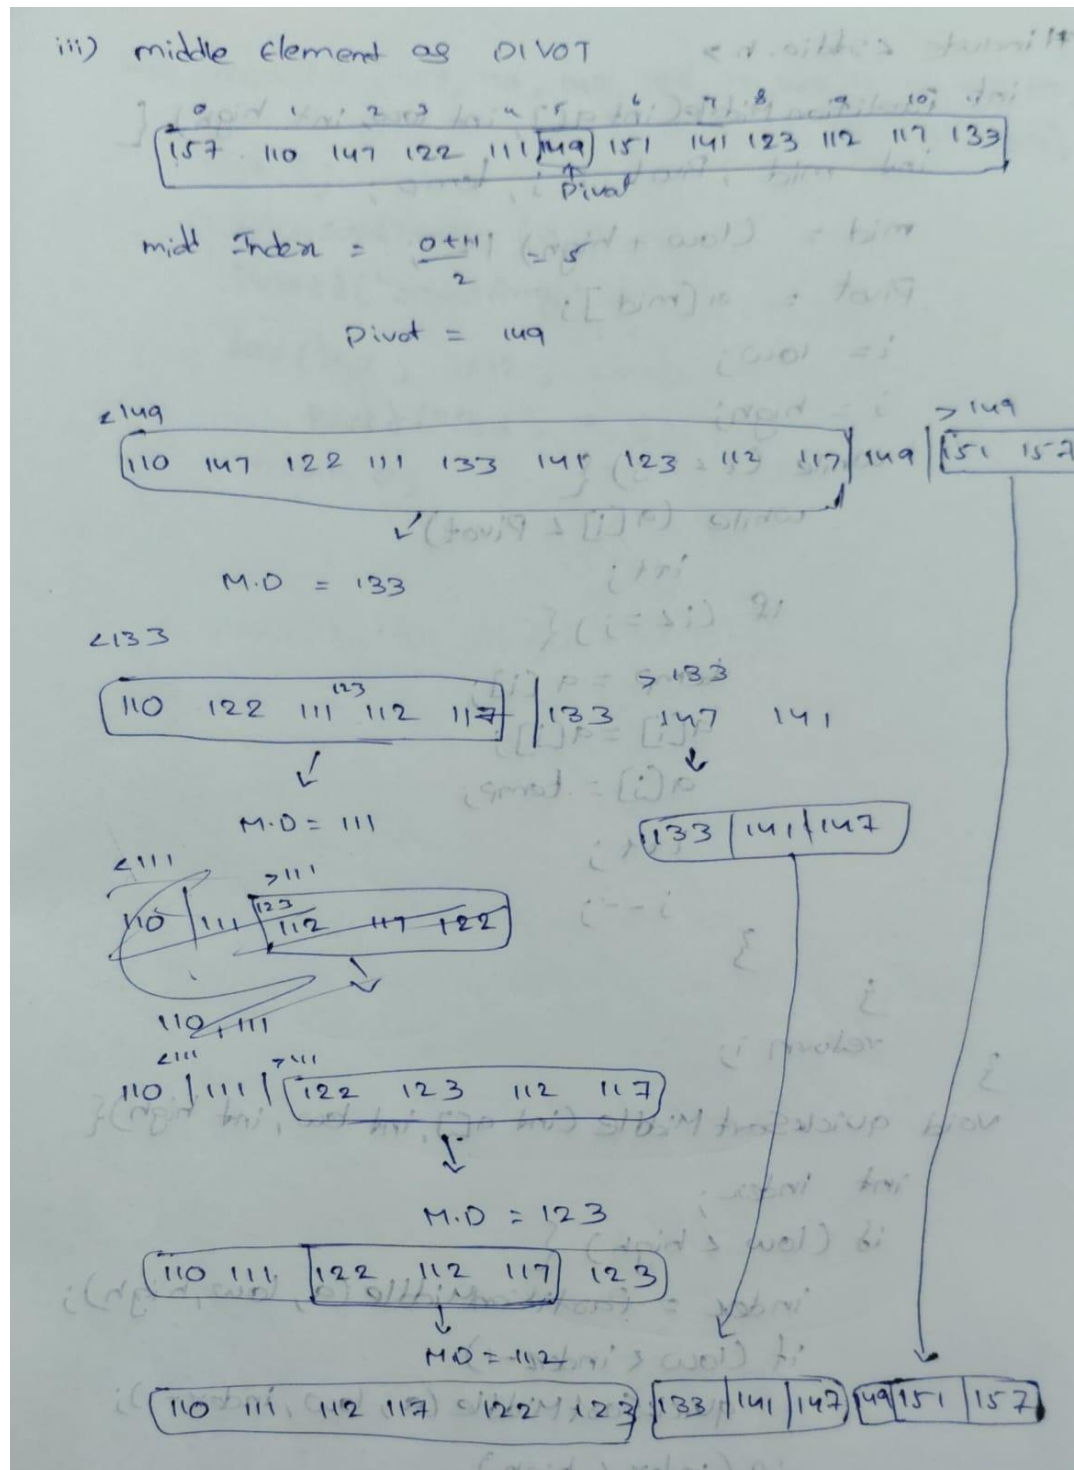 iii) middle Element as PIVOT
0 1 2 3 4 5 6 7 8 9 10 11
157 110 147 122 111 149 151 141 123 112 117 133
Pivot
midd Index = 0+11 / 2 = 5
Pivot = 149
<149 >149
110 147 122 111 133 141 123 112 117 149 151 157
M.D = 133
<133
>133
123
110 122 111 112 117 133 147 141
M.D = 111
133 141 147
<111
>111
123
110 111 112 117 122
110, 111
<111 >111
110 111 122 123 112 117
M.D = 123
110 111 122 112 117 123
MD = 112
110 111 112 117 122 123 133 141 147 149 151 157